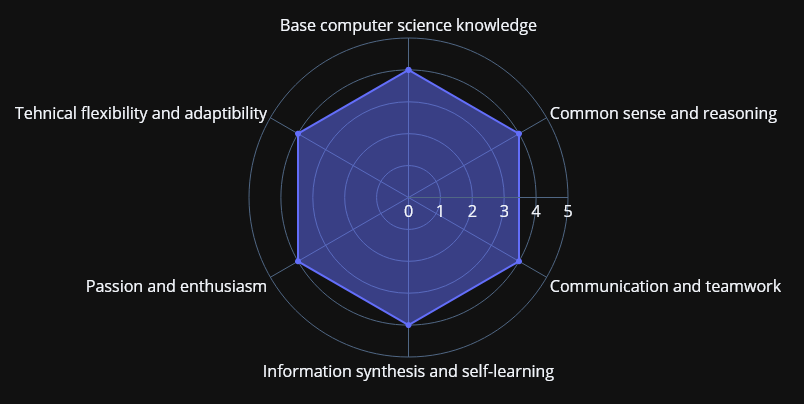 Base computer science knowledge
Tehnical flexibility and adaptibility
Common sense and reasoning
0 1 2 3 4 5
Passion and enthusiasm
Communication and teamwork
Information synthesis and self-learning